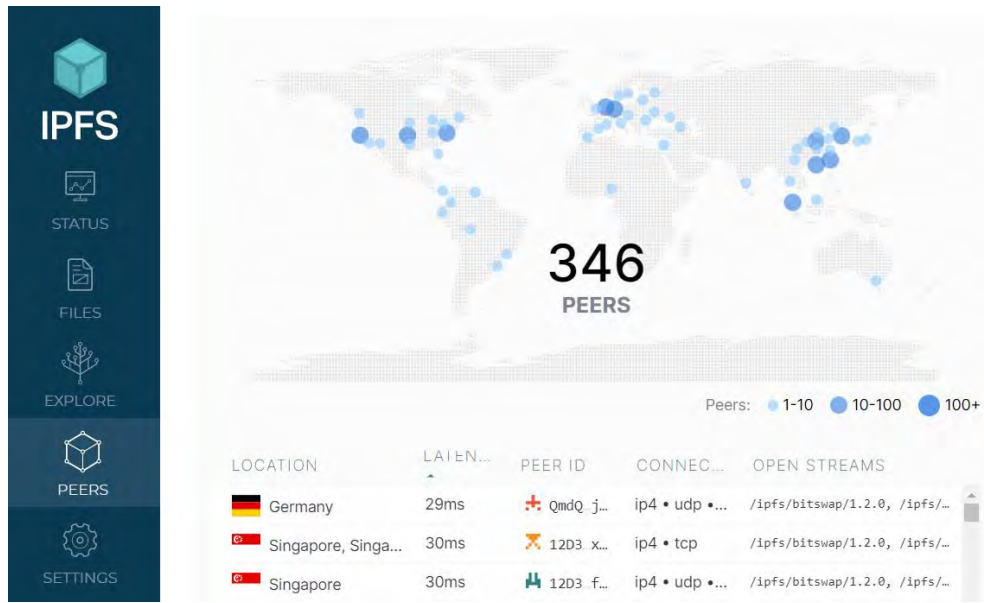 IPFS
STATUS
FILES
EXPLORE
PEERS
SETTINGS
346
PEERS
Peers: 1-10 10-100 100+
LOCATION LATEN... PEER ID CONNEC... OPEN STREAMS
Germany 29ms QmdQ j… ip4 • udp •... /ipfs/bitswap/1.2.0, /ipfs/…
Singapore, Singa... 30ms 12D3 x… ip4 • tcp /ipfs/bitswap/1.2.0, /ipfs/…
Singapore 30ms 12D3 f… ip4 • udp •... /ipfs/bitswap/1.2.0, /ipfs/…